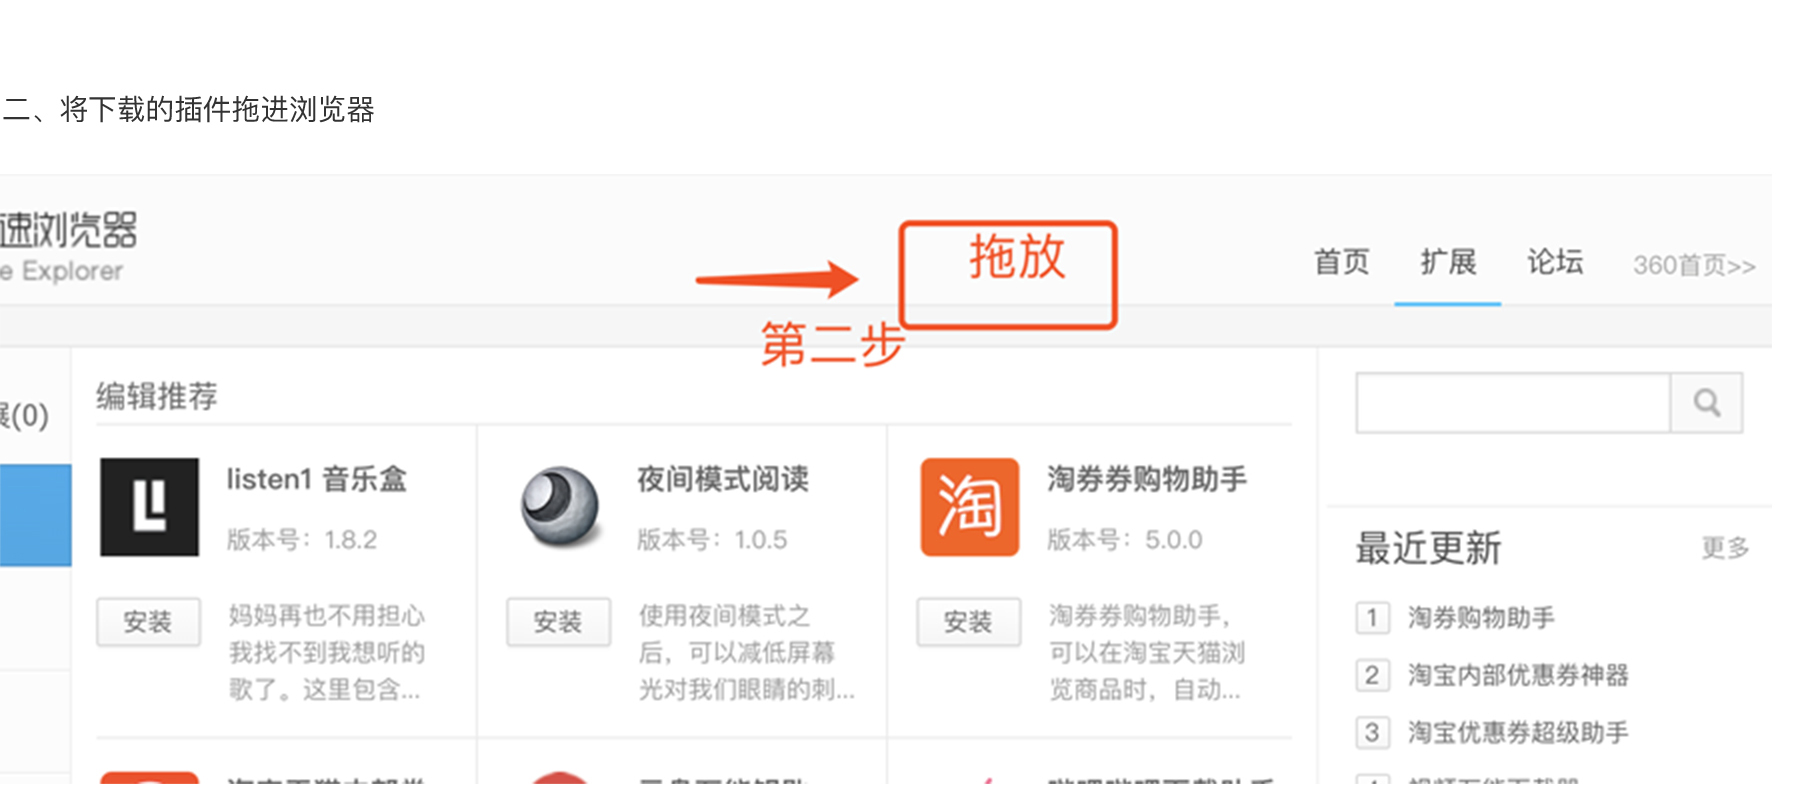 二、将下载的插件拖进浏览器
速浏览器
e Explorer
拖放
第二步
首页
扩展
论坛
360首页>>
展(0)
编辑推荐
listen1 音乐盒
版本号：1.8.2
安装
妈妈再也不用担心
我找不到我想听的
歌了。这里包含...
夜间模式阅读
版本号：1.0.5
安装
使用夜间模式之
后，可以减低屏幕
光对我们眼睛的刺...
淘
淘券券购物助手
版本号：5.0.0
安装
淘券券购物助手，
可以在淘宝天猫浏
览商品时，自动...
最近更新
更多
1 淘券购物助手
2 淘宝内部优惠券神器
3 淘宝优惠券超级助手